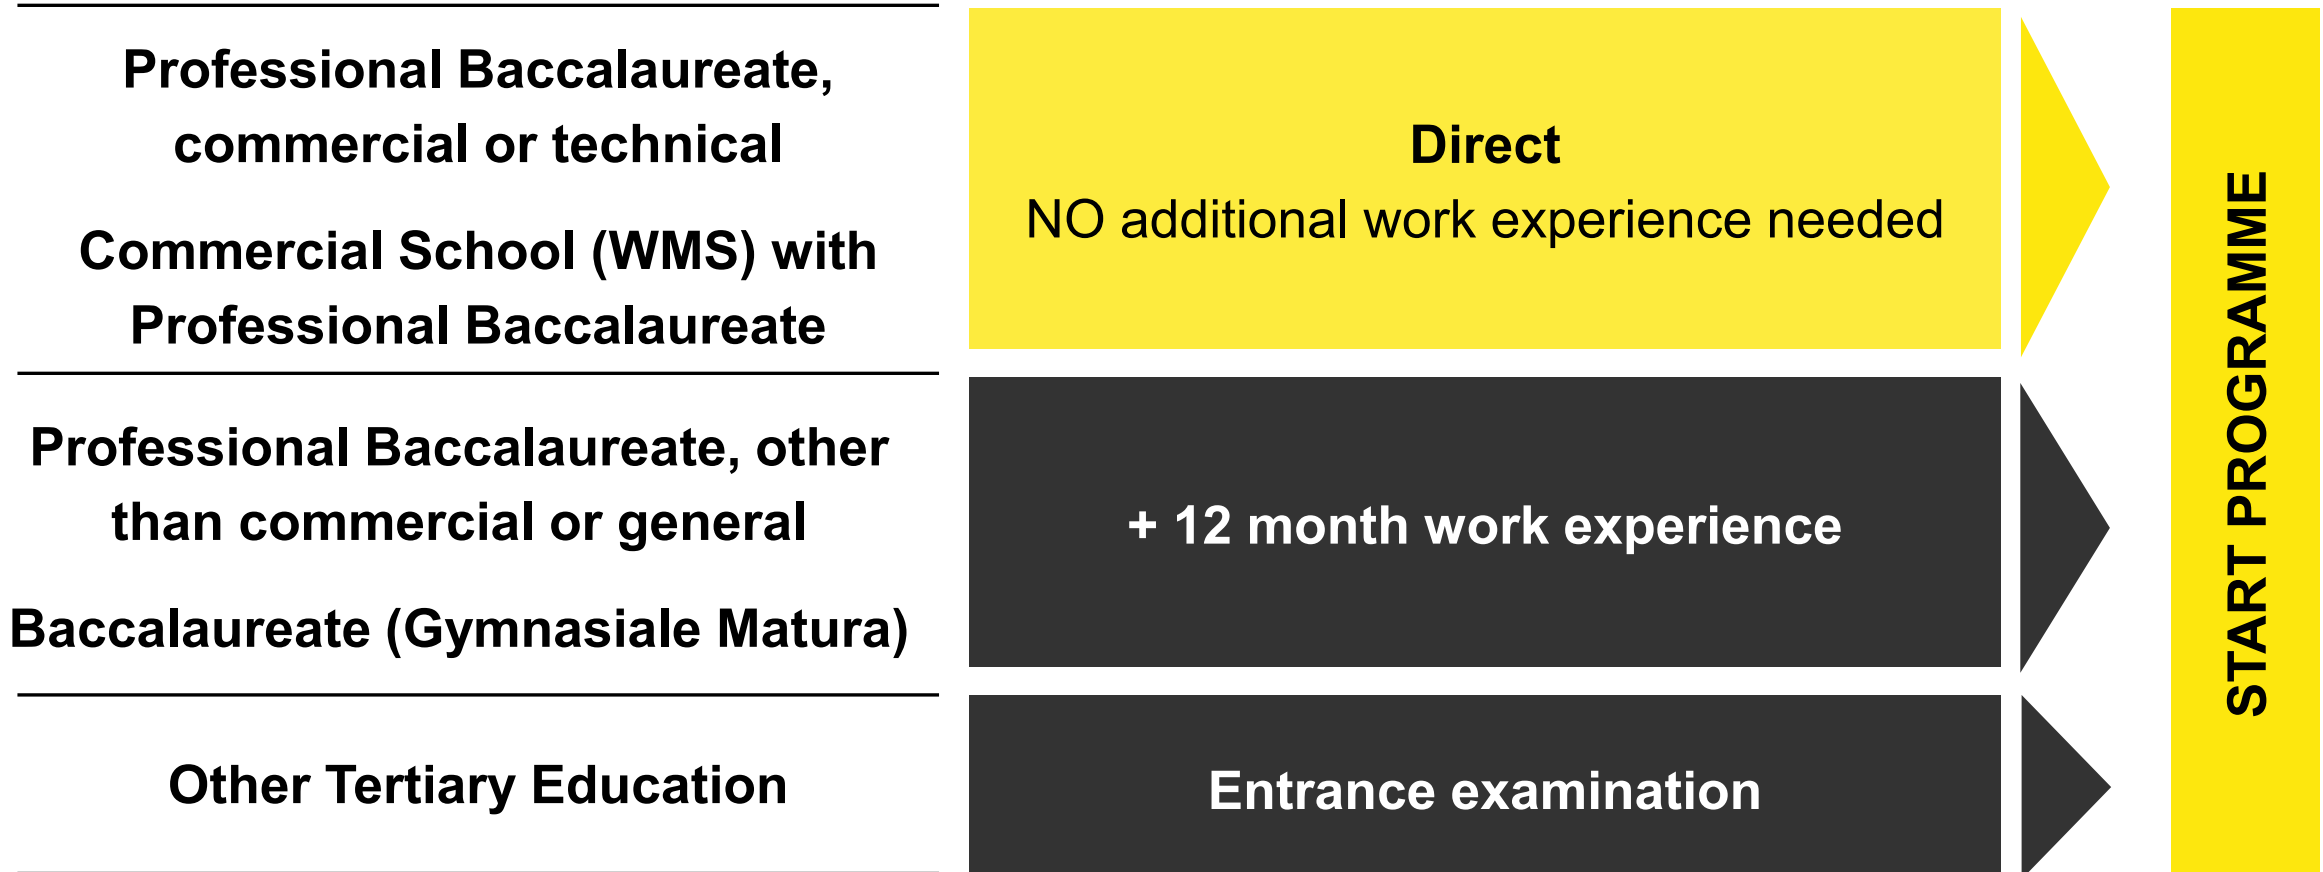 Professional Baccalaureate,
commercial or technical
Commercial School (WMS) with
Professional Baccalaureate
Direct
NO additional work experience needed
Professional Baccalaureate, other
than commercial or general
Baccalaureate (Gymnasiale Matura)
+ 12 month work experience
Other Tertiary Education
Entrance examination
START PROGRAMME